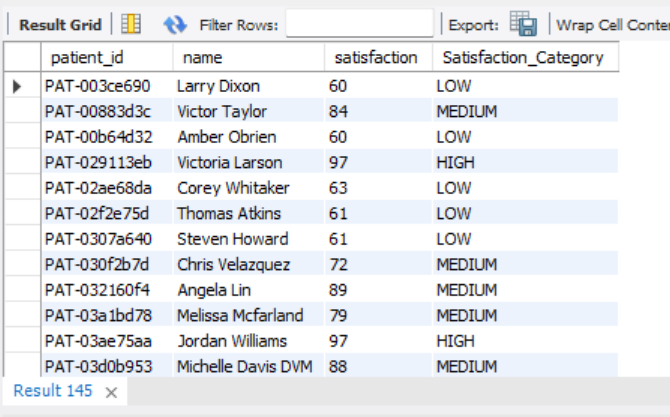 Result Grid Filter Rows: Export: Wrap Cell Conte
patient_id name satisfaction Satisfaction_Category
PAT-003ce690 Larry Dixon 60 LOW
PAT-00883d3c Victor Taylor 84 MEDIUM
PAT-00b64d32 Amber Obrien 60 LOW
PAT-029113eb Victoria Larson 97 HIGH
PAT-02ae68da Corey Whitaker 63 LOW
PAT-02f2e75d Thomas Atkins 61 LOW
PAT-0307a640 Steven Howard 61 LOW
PAT-030f2b7d Chris Velazquez 72 MEDIUM
PAT-032160f4 Angela Lin 89 MEDIUM
PAT-03a1bd78 Melissa Mcfarland 79 MEDIUM
PAT-03ae75aa Jordan Williams 97 HIGH
PAT-03d0b953 Michelle Davis DVM 88 MEDIUM
Result 145